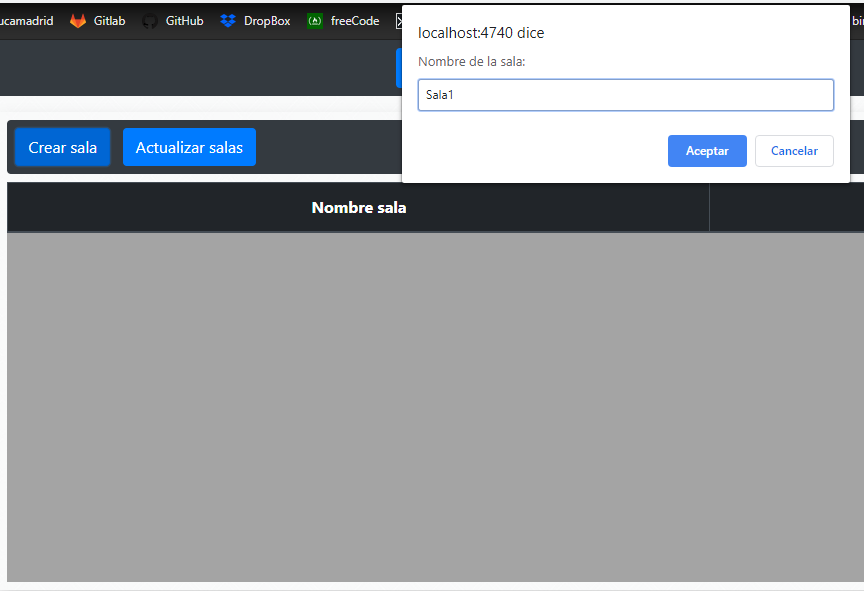 ucamadrid Gitlab GitHub DropBox freeCode bi
localhost:4740 dice
Nombre de la sala:
Sala1
Aceptar Cancelar
Crear sala Actualizar salas
Nombre sala